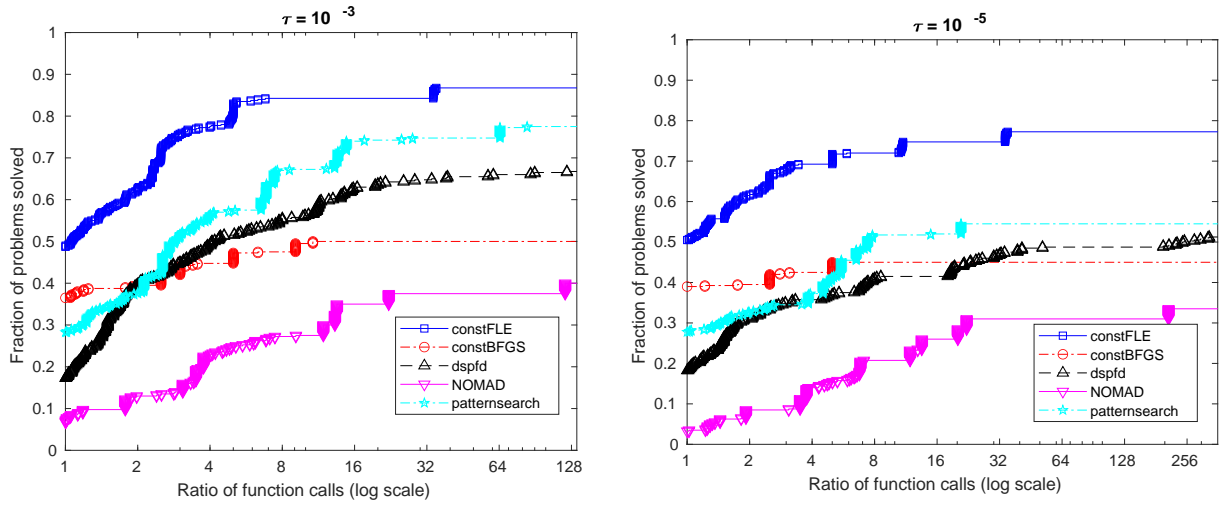 τ = 10 -3
1
0.9
0.8
0.7
0.6
0.5
0.4
0.3
0.2
0.1
0
Fraction of problems solved
1 2 4 8 16 32 64 128
Ratio of function calls (log scale)
constFLE
constBFGS
dspfd
NOMAD
patternsearch
τ = 10 -5
1
0.9
0.8
0.7
0.6
0.5
0.4
0.3
0.2
0.1
0
Fraction of problems solved
1 2 4 8 16 32 64 128 256
Ratio of function calls (log scale)
constFLE
constBFGS
dspfd
NOMAD
patternsearch